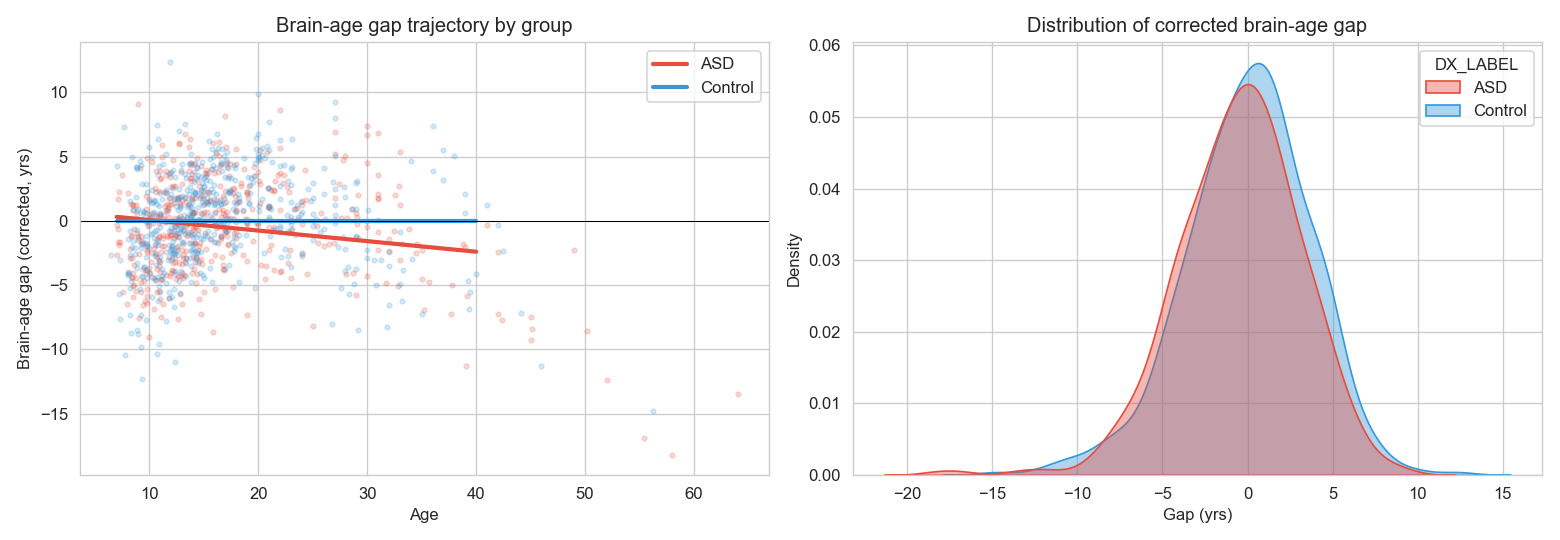 Brain-age gap trajectory by group
ASD
Control
10
5
0
−5
−10
−15
Brain-age gap (corrected, yrs)
10 20 30 40 50 60
Age
Distribution of corrected brain-age gap
DX_LABEL
ASD
Control
0.06
0.05
0.04
0.03
0.02
0.01
0.00
Density
−20 −15 −10 −5 0 5 10 15
Gap (yrs)